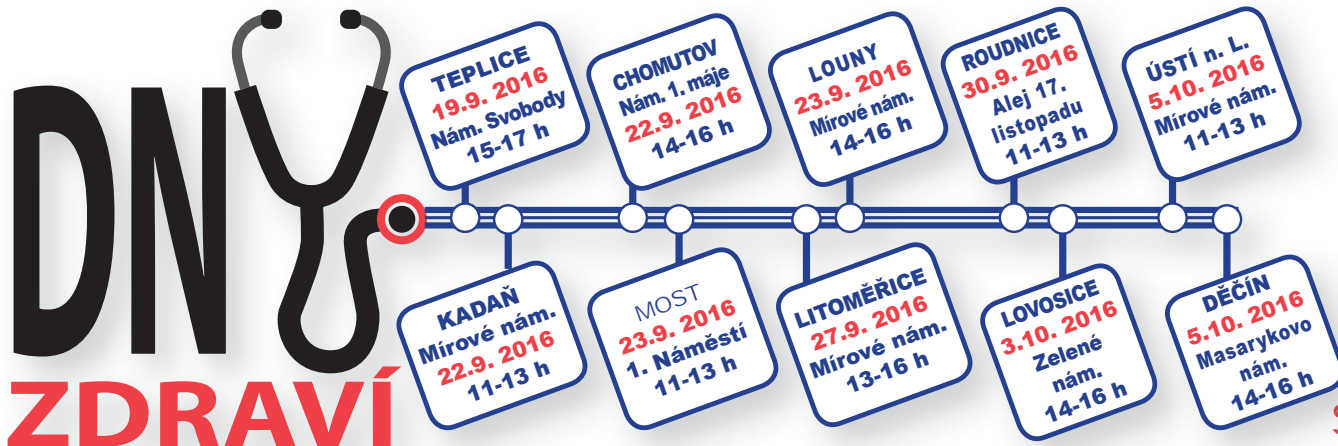 DNY
ZDRAVÍ
TEPLICE
19.9. 2016
Nám. Svobody
15-17 h
CHOMUTOV
Nám. 1. máje
22.9. 2016
14-16 h
LOUNY
23.9. 2016
Mírové nám.
14-16 h
ROUDNICE
30.9. 2016
Alej 17.
listopadu
11-13 h
ÚSTÍ n. L.
5.10. 2016
Mírové nám.
11-13 h
KADAŇ
Mírové nám.
22.9. 2016
11-13 h
MOST
23.9. 2016
1. Náměstí
11-13 h
LITOMĚŘICE
27.9. 2016
Mírové nám.
13-16 h
LOVOSICE
3.10. 2016
Zelené
nám.
14-16 h
DĚČÍN
5.10. 2016
Masarykovo
nám.
14-16 h